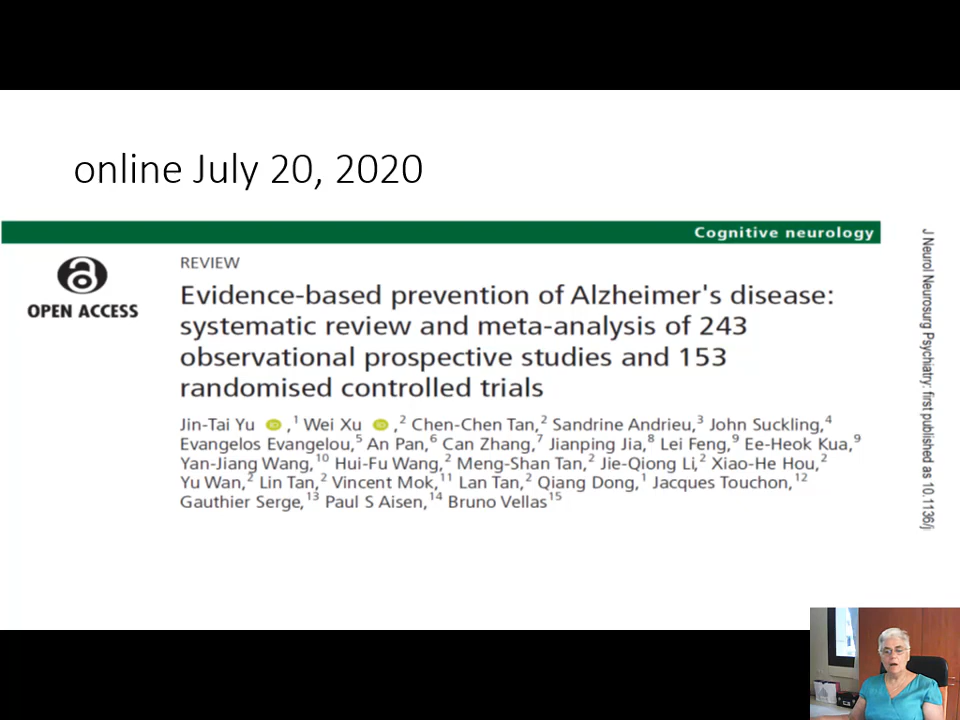 online July 20, 2020
Cognitive neurology
OPEN ACCESS
REVIEW
Evidence-based prevention of Alzheimer's disease:
systematic review and meta-analysis of 243
observational prospective studies and 153
randomised controlled trials
Jin-Tai Yu ,1 Wei Xu ,2 Chen-Chen Tan,2 Sandrine Andrieu,3 John Suckling,4
Evangelos Evangelou,5 An Pan,6 Can Zhang,7 Jianping Jia,8 Lei Feng,9 Ee-Heok Kua,9
Yan-Jiang Wang,10 Hui-Fu Wang,2 Meng-Shan Tan,2 Jie-Qiong Li,2 Xiao-He Hou,2
Yu Wan,2 Lin Tan,2 Vincent Mok,11 Lan Tan,2 Qiang Dong,1 Jacques Touchon,12
Gauthier Serge,13 Paul S Aisen,14 Bruno Vellas15
J Neurol Neurosurg Psychiatry: first published as 10.1136/j